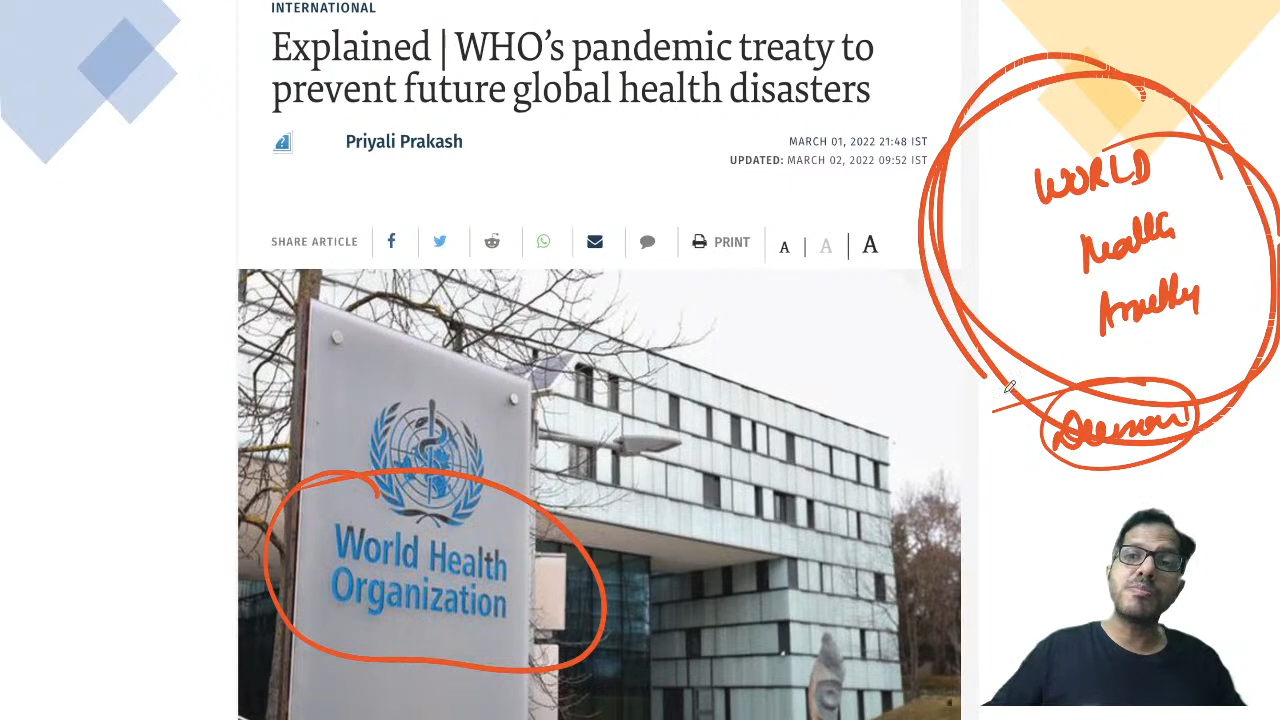 INTERNATIONAL
Explained | WHO's pandemic treaty to
prevent future global health disasters
Priyali Prakash
MARCH 01, 2022 21:48 IST
UPDATED: MARCH 02, 2022 09:52 IST
SHARE ARTICLE
PRINT
A | A | A
World Health
Organization
WORLD
Health